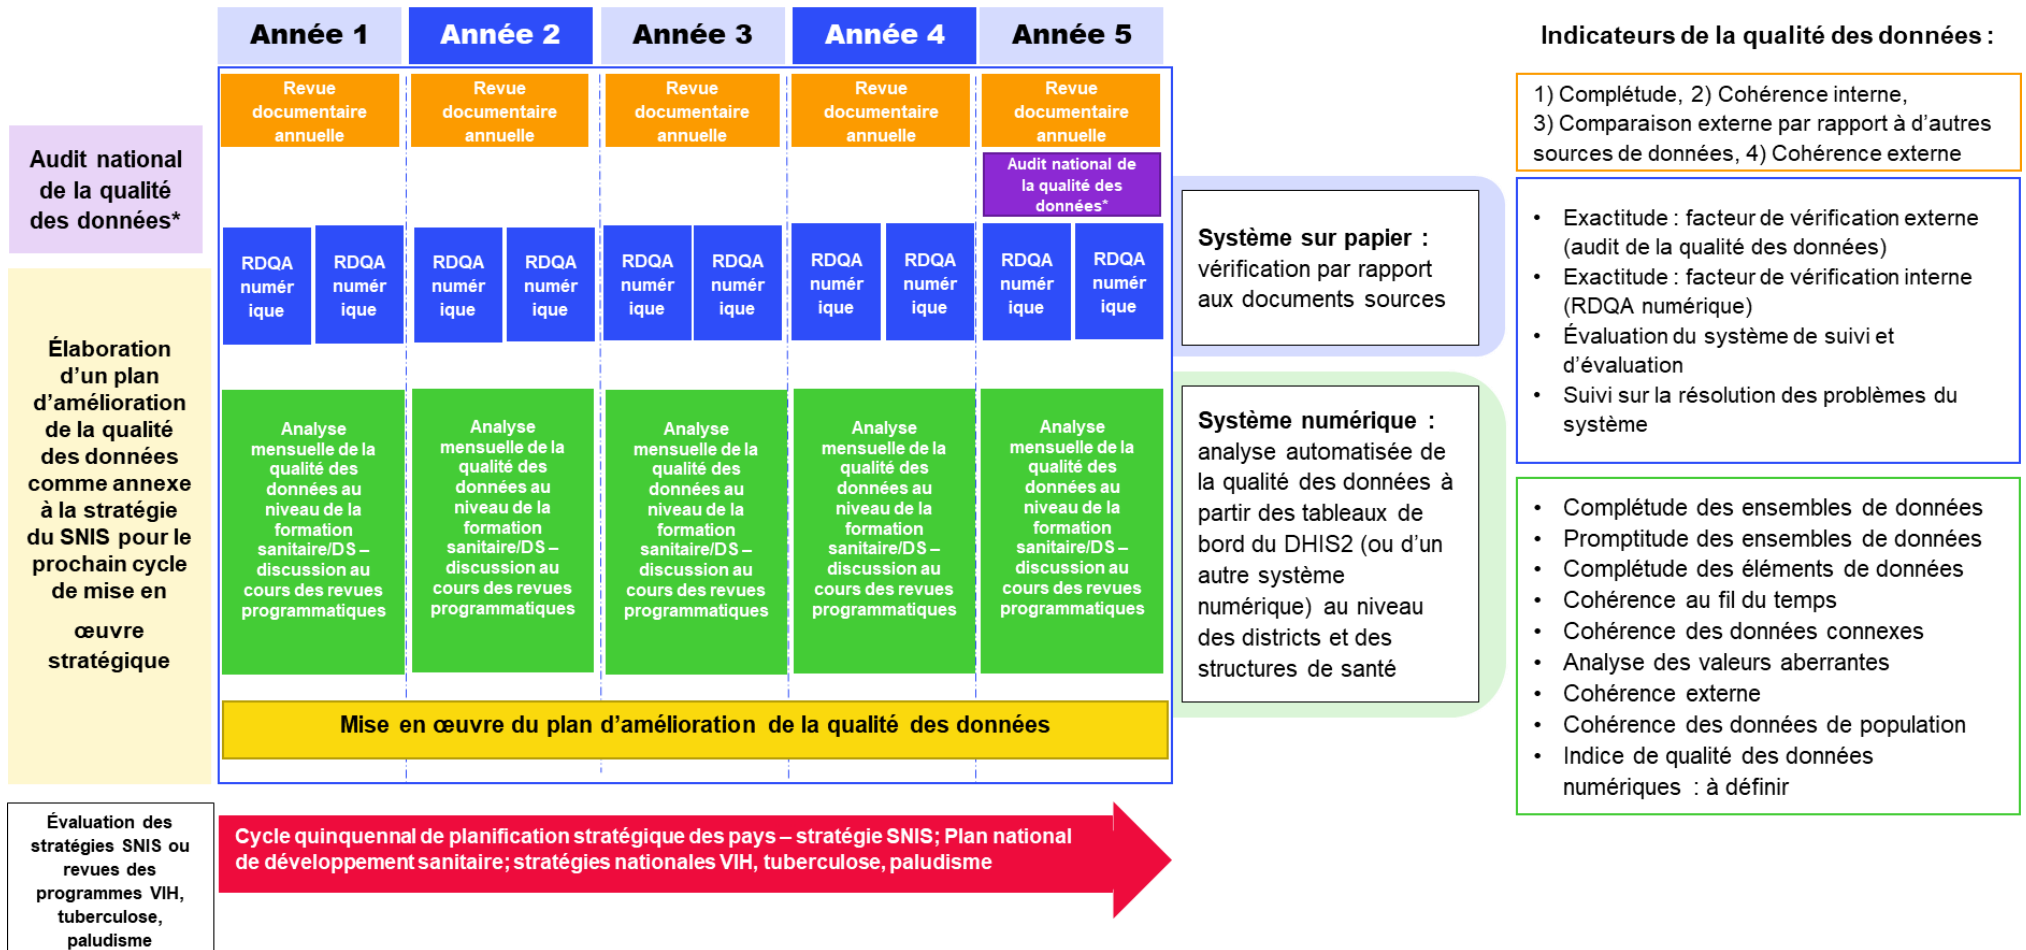 Année 1
Année 2
Année 3
Année 4
Année 5
Indicateurs de la qualité des données :
Audit national
de la qualité
des données*
Élaboration
d’un plan
d’amélioration
de la qualité
des données
comme annexe
à la stratégie
du SNIS pour le
prochain cycle
de mise en
œuvre
stratégique
Évaluation des
stratégies SNIS ou
revues des
programmes VIH,
tuberculose,
paludisme
Revue
documentaire
annuelle
Revue
documentaire
annuelle
Revue
documentaire
annuelle
Revue
documentaire
annuelle
Revue
documentaire
annuelle
Audit national de
la qualité des
données*
RDQA
numér
ique
RDQA
numér
ique
RDQA
numér
ique
RDQA
numér
ique
RDQA
numér
ique
RDQA
numér
ique
RDQA
numér
ique
RDQA
numér
ique
RDQA
numér
ique
RDQA
numér
ique
Analyse
mensuelle de la
qualité des
données au
niveau de la
formation
sanitaire/DS –
discussion au
cours des revues
programmatiques
Analyse
mensuelle de la
qualité des
données au
niveau de la
formation
sanitaire/DS –
discussion au
cours des revues
programmatiques
Analyse
mensuelle de la
qualité des
données au
niveau de la
formation
sanitaire/DS –
discussion au
cours des revues
programmatiques
Analyse
mensuelle de la
qualité des
données au
niveau de la
formation
sanitaire/DS –
discussion au
cours des revues
programmatiques
Analyse
mensuelle de la
qualité des
données au
niveau de la
formation
sanitaire/DS –
discussion au
cours des revues
programmatiques
Mise en œuvre du plan d’amélioration de la qualité des données
Cycle quinquennal de planification stratégique des pays – stratégie SNIS; Plan national
de développement sanitaire; stratégies nationales VIH, tuberculose, paludisme
Système sur papier :
vérification par rapport
aux documents sources
Système numérique :
analyse automatisée de
la qualité des données à
partir des tableaux de
bord du DHIS2 (ou d’un
autre système
numérique) au niveau
des districts et des
structures de santé
1) Complétude, 2) Cohérence interne,
3) Comparaison externe par rapport à d’autres
sources de données, 4) Cohérence externe
• Exactitude : facteur de vérification externe
(audit de la qualité des données)
• Exactitude : facteur de vérification interne
(RDQA numérique)
• Évaluation du système de suivi et
d’évaluation
• Suivi sur la résolution des problèmes du
système
• Complétude des ensembles de données
• Promptitude des ensembles de données
• Complétude des éléments de données
• Cohérence au fil du temps
• Cohérence des données connexes
• Analyse des valeurs aberrantes
• Cohérence externe
• Cohérence des données de population
• Indice de qualité des données
numériques : à définir